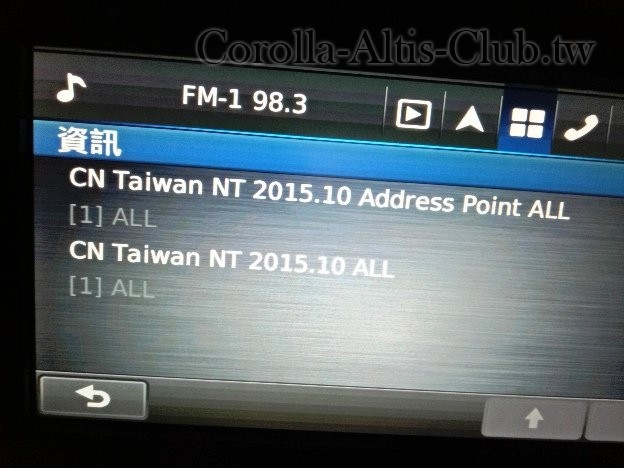 Corolla-Altis-Club.tw
FM-1 98.3
資訊
CN Taiwan NT 2015.10 Address Point ALL
[1] ALL
CN Taiwan NT 2015.10 ALL
[1] ALL